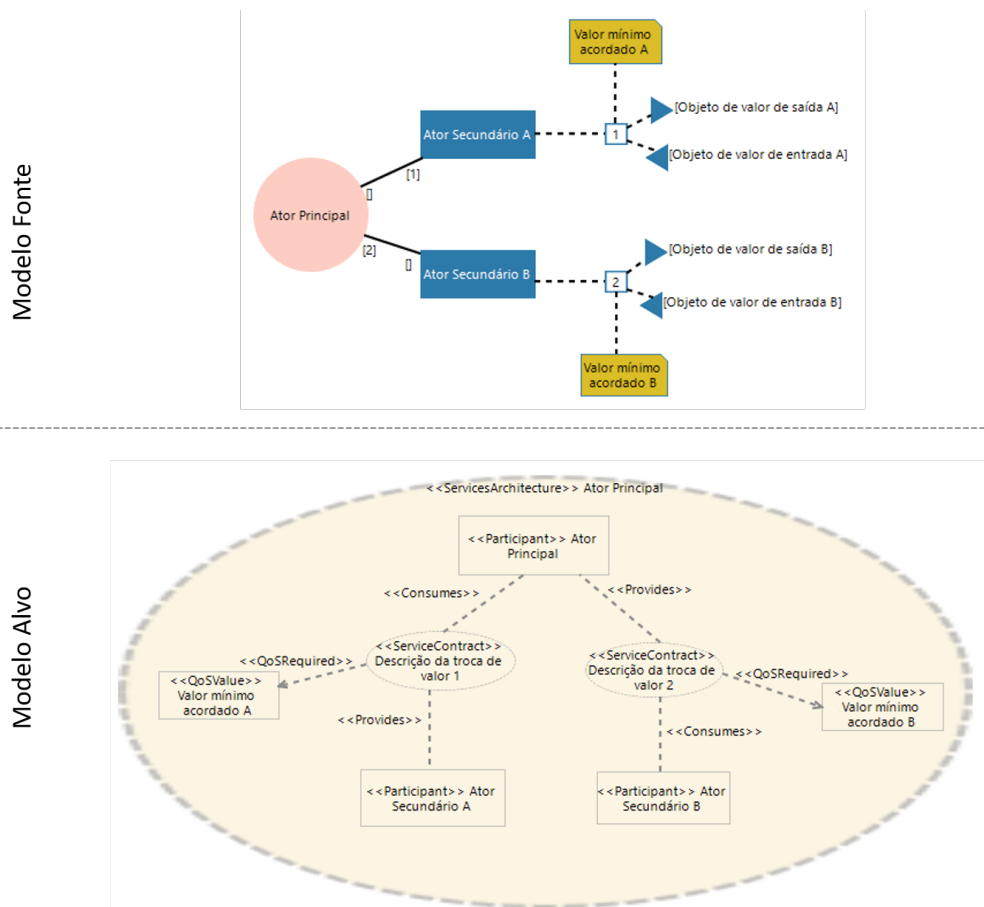 Modelo Fonte
Valor mínimo
acordado A
[Objeto de valor de saída A]
Ator Secundário A
1
[Objeto de valor de entrada A]
[1]
[]
Ator Principal
[2]
[]
[Objeto de valor de saída B]
Ator Secundário B
2
[Objeto de valor de entrada B]
Valor mínimo
acordado B
Modelo Alvo
<<ServicesArchitecture>> Ator Principal
<<Participant>> Ator
Principal
<<Consumes>>
<<Provides>>
<<ServiceContract>>
Descrição da troca de
valor 1
<<ServiceContract>>
Descrição da troca de
valor 2
<<QoSRequired>>
<<QoSRequired>>
<<QoSValue>>
Valor mínimo
acordado A
<<QoSValue>>
Valor mínimo
acordado B
<<Provides>>
<<Consumes>>
<<Participant>> Ator
Secundário A
<<Participant>> Ator
Secundário B